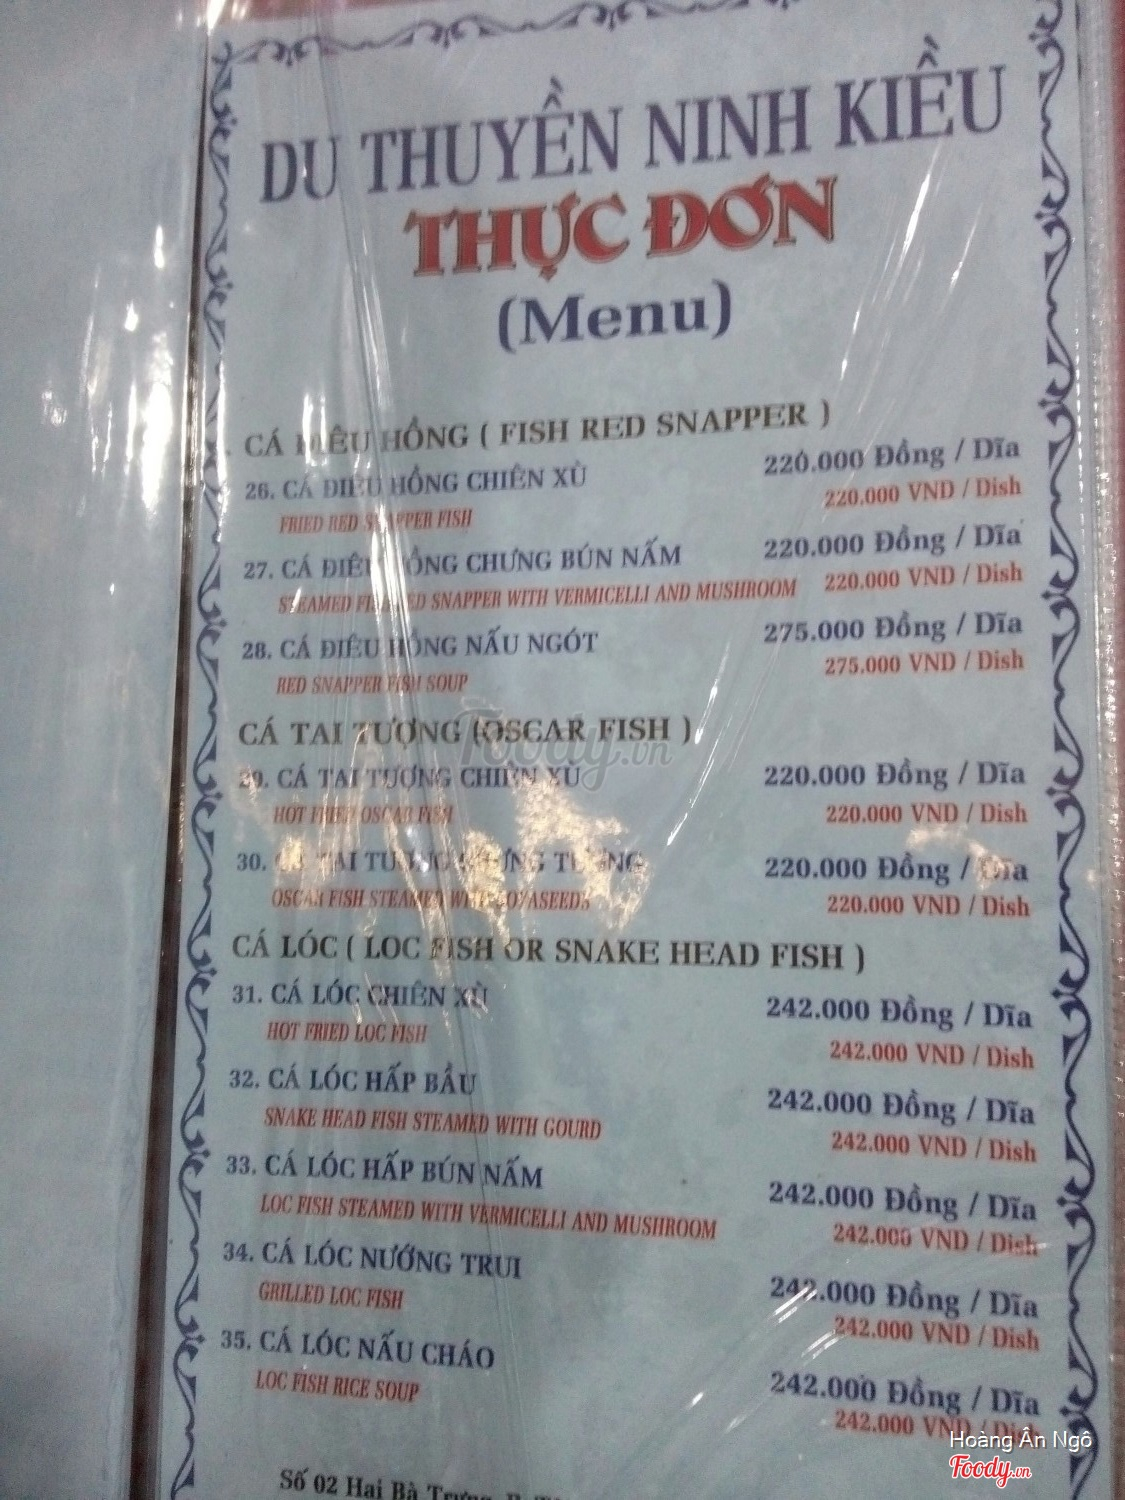 DU THUYỀN NINH KIỀU
THỰC ĐƠN
(Menu)
CÁ ĐIÊU HỒNG ( FISH RED SNAPPER )
26. CÁ ĐIÊU HỒNG CHIÊN XÙ 220.000 Đồng / Dĩa
FRIED RED SNAPPER FISH 220.000 VND / Dish
27. CÁ ĐIÊU HỒNG CHƯNG BÚN NẤM 220.000 Đồng / Dĩa
STEAMED FISH RED SNAPPER WITH VERMICELLI AND MUSHROOM 220.000 VND / Dish
28. CÁ ĐIÊU HỒNG NẤU NGÓT 275.000 Đồng / Dĩa
RED SNAPPER FISH SOUP 275.000 VND / Dish
CÁ TAI TƯỢNG (OSCAR FISH )
29. CÁ TAI TƯỢNG CHIÊN XÙ 220.000 Đồng / Dĩa
HOT FRIED OSCAR FISH 220.000 VND / Dish
30. CÁ TAI TƯỢNG CHƯNG TƯƠNG 220.000 Đồng / Dĩa
OSCAR FISH STEAMED WITH SOYASEEDS 220.000 VND / Dish
CÁ LÓC ( LOC FISH OR SNAKE HEAD FISH )
31. CÁ LÓC CHIÊN XÙ 242.000 Đồng / Dĩa
HOT FRIED LOC FISH 242.000 VND / Dish
32. CÁ LÓC HẤP BẦU 242.000 Đồng / Dĩa
SNAKE HEAD FISH STEAMED WITH GOURD 242.000 VND / Dish
33. CÁ LÓC HẤP BÚN NẤM 242.000 Đồng / Dĩa
LOC FISH STEAMED WITH VERMICELLI AND MUSHROOM 242.000 VND / Dish
34. CÁ LÓC NƯỚNG TRUI 242.000 Đồng / Dĩa
GRILLED LOC FISH 242.000 VND / Dish
35. CÁ LÓC NẤU CHÁO 242.000 Đồng / Dĩa
LOC FISH RICE SOUP 242.000 VND / Dish
Số 02 Hai Bà Trưng
Foody.vn
Hoàng Ân Ngô
Foody.vn